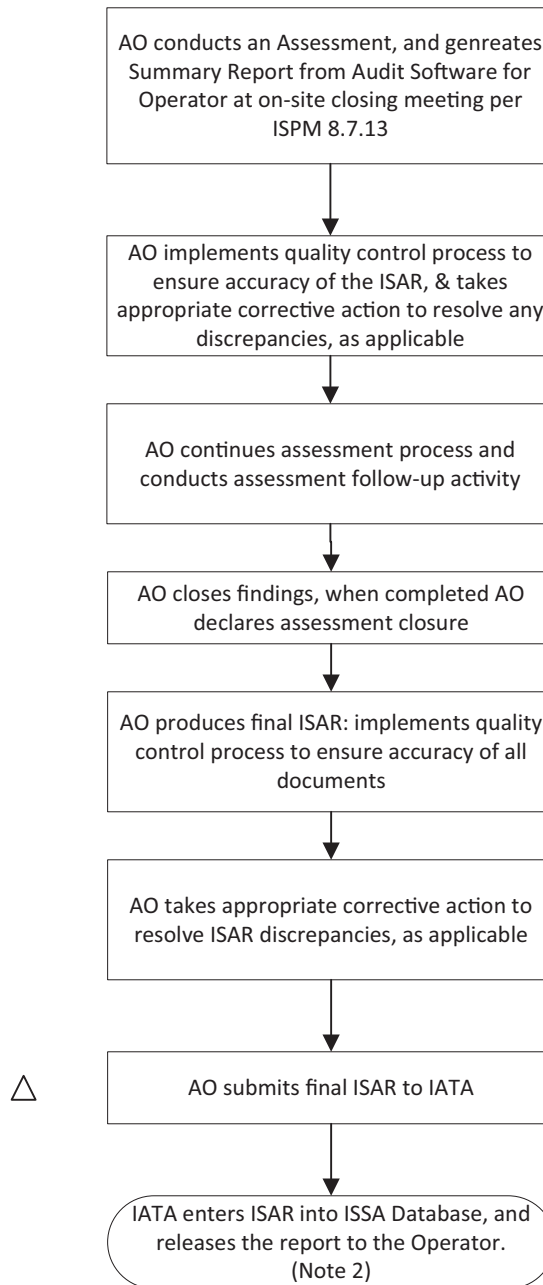 AO conducts an Assessment, and genreates
Summary Report from Audit Software for
Operator at on-site closing meeting per
ISPM 8.7.13
AO implements quality control process to
ensure accuracy of the ISAR, & takes
appropriate corrective action to resolve any
discrepancies, as applicable
AO continues assessment process and
conducts assessment follow-up activity
AO closes findings, when completed AO
declares assessment closure
AO produces final ISAR: implements quality
control process to ensure accuracy of all
documents
AO takes appropriate corrective action to
resolve ISAR discrepancies, as applicable
AO submits final ISAR to IATA
IATA enters ISAR into ISSA Database, and
releases the report to the Operator.
(Note 2)